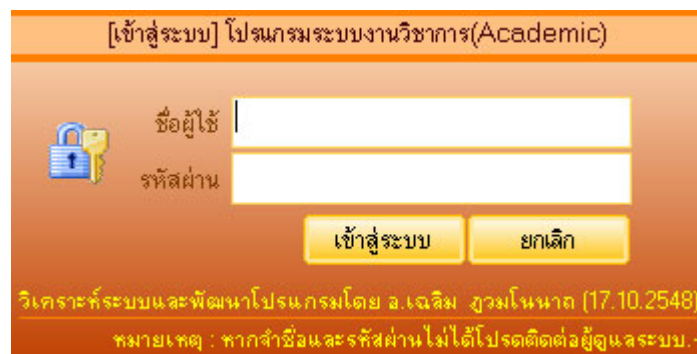 [เข้าสู่ระบบ] โปรแกรมระบบงานวิชาการ(Academic)
ชื่อผู้ใช้
รหัสผ่าน
เข้าสู่ระบบ ยกเลิก
วิเคราะห์ระบบและพัฒนาโปรแกรมโดย อ.เฉลิม ภูวมโนนาถ (17.10.2548)
หมายเหตุ : หากจำชื่อและรหัสผ่านไม่ได้โปรดติดต่อผู้ดูแลระบบ.